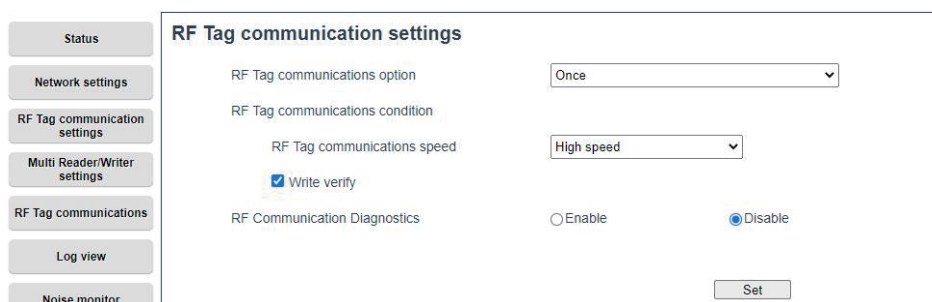 Status
Network settings
RF Tag communication
settings
Multi Reader/Writer
settings
RF Tag communications
Log view
Noise monitor
RF Tag communication settings
RF Tag communications option
Once
RF Tag communications condition
RF Tag communications speed
High speed
Write verify
RF Communication Diagnostics
Enable
Disable
Set